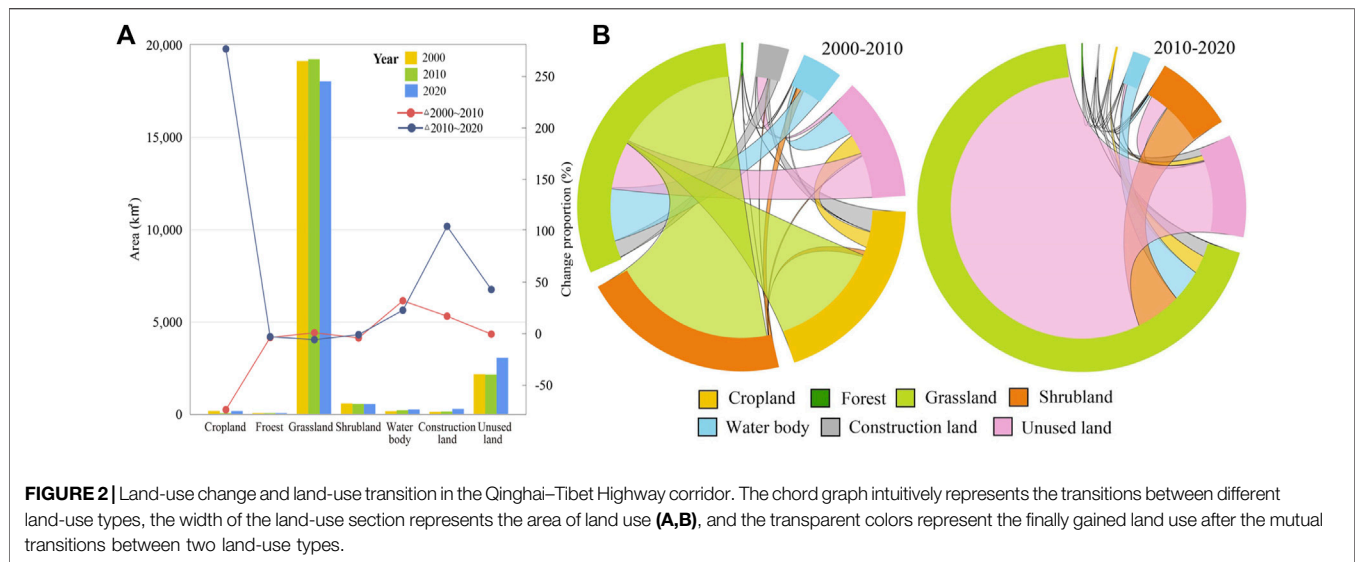 A
20,000
15,000
10,000
5,000
0
Area (km²)
Year
2000
2010
2020
△2000~2010
△2010~2020
250
200
150
100
50
0
-50
Change proportion (%)
Cropland Froest Grassland Shrubland Water Construction Unused
body land land
B
2000-2010
2010-2020
Cropland Forest Grassland Shrubland
Water body Construction land Unused land
FIGURE 2 | Land-use change and land-use transition in the Qinghai–Tibet Highway corridor. The chord graph intuitively represents the transitions between different
land-use types, the width of the land-use section represents the area of land use (A,B), and the transparent colors represent the finally gained land use after the mutual
transitions between two land-use types.